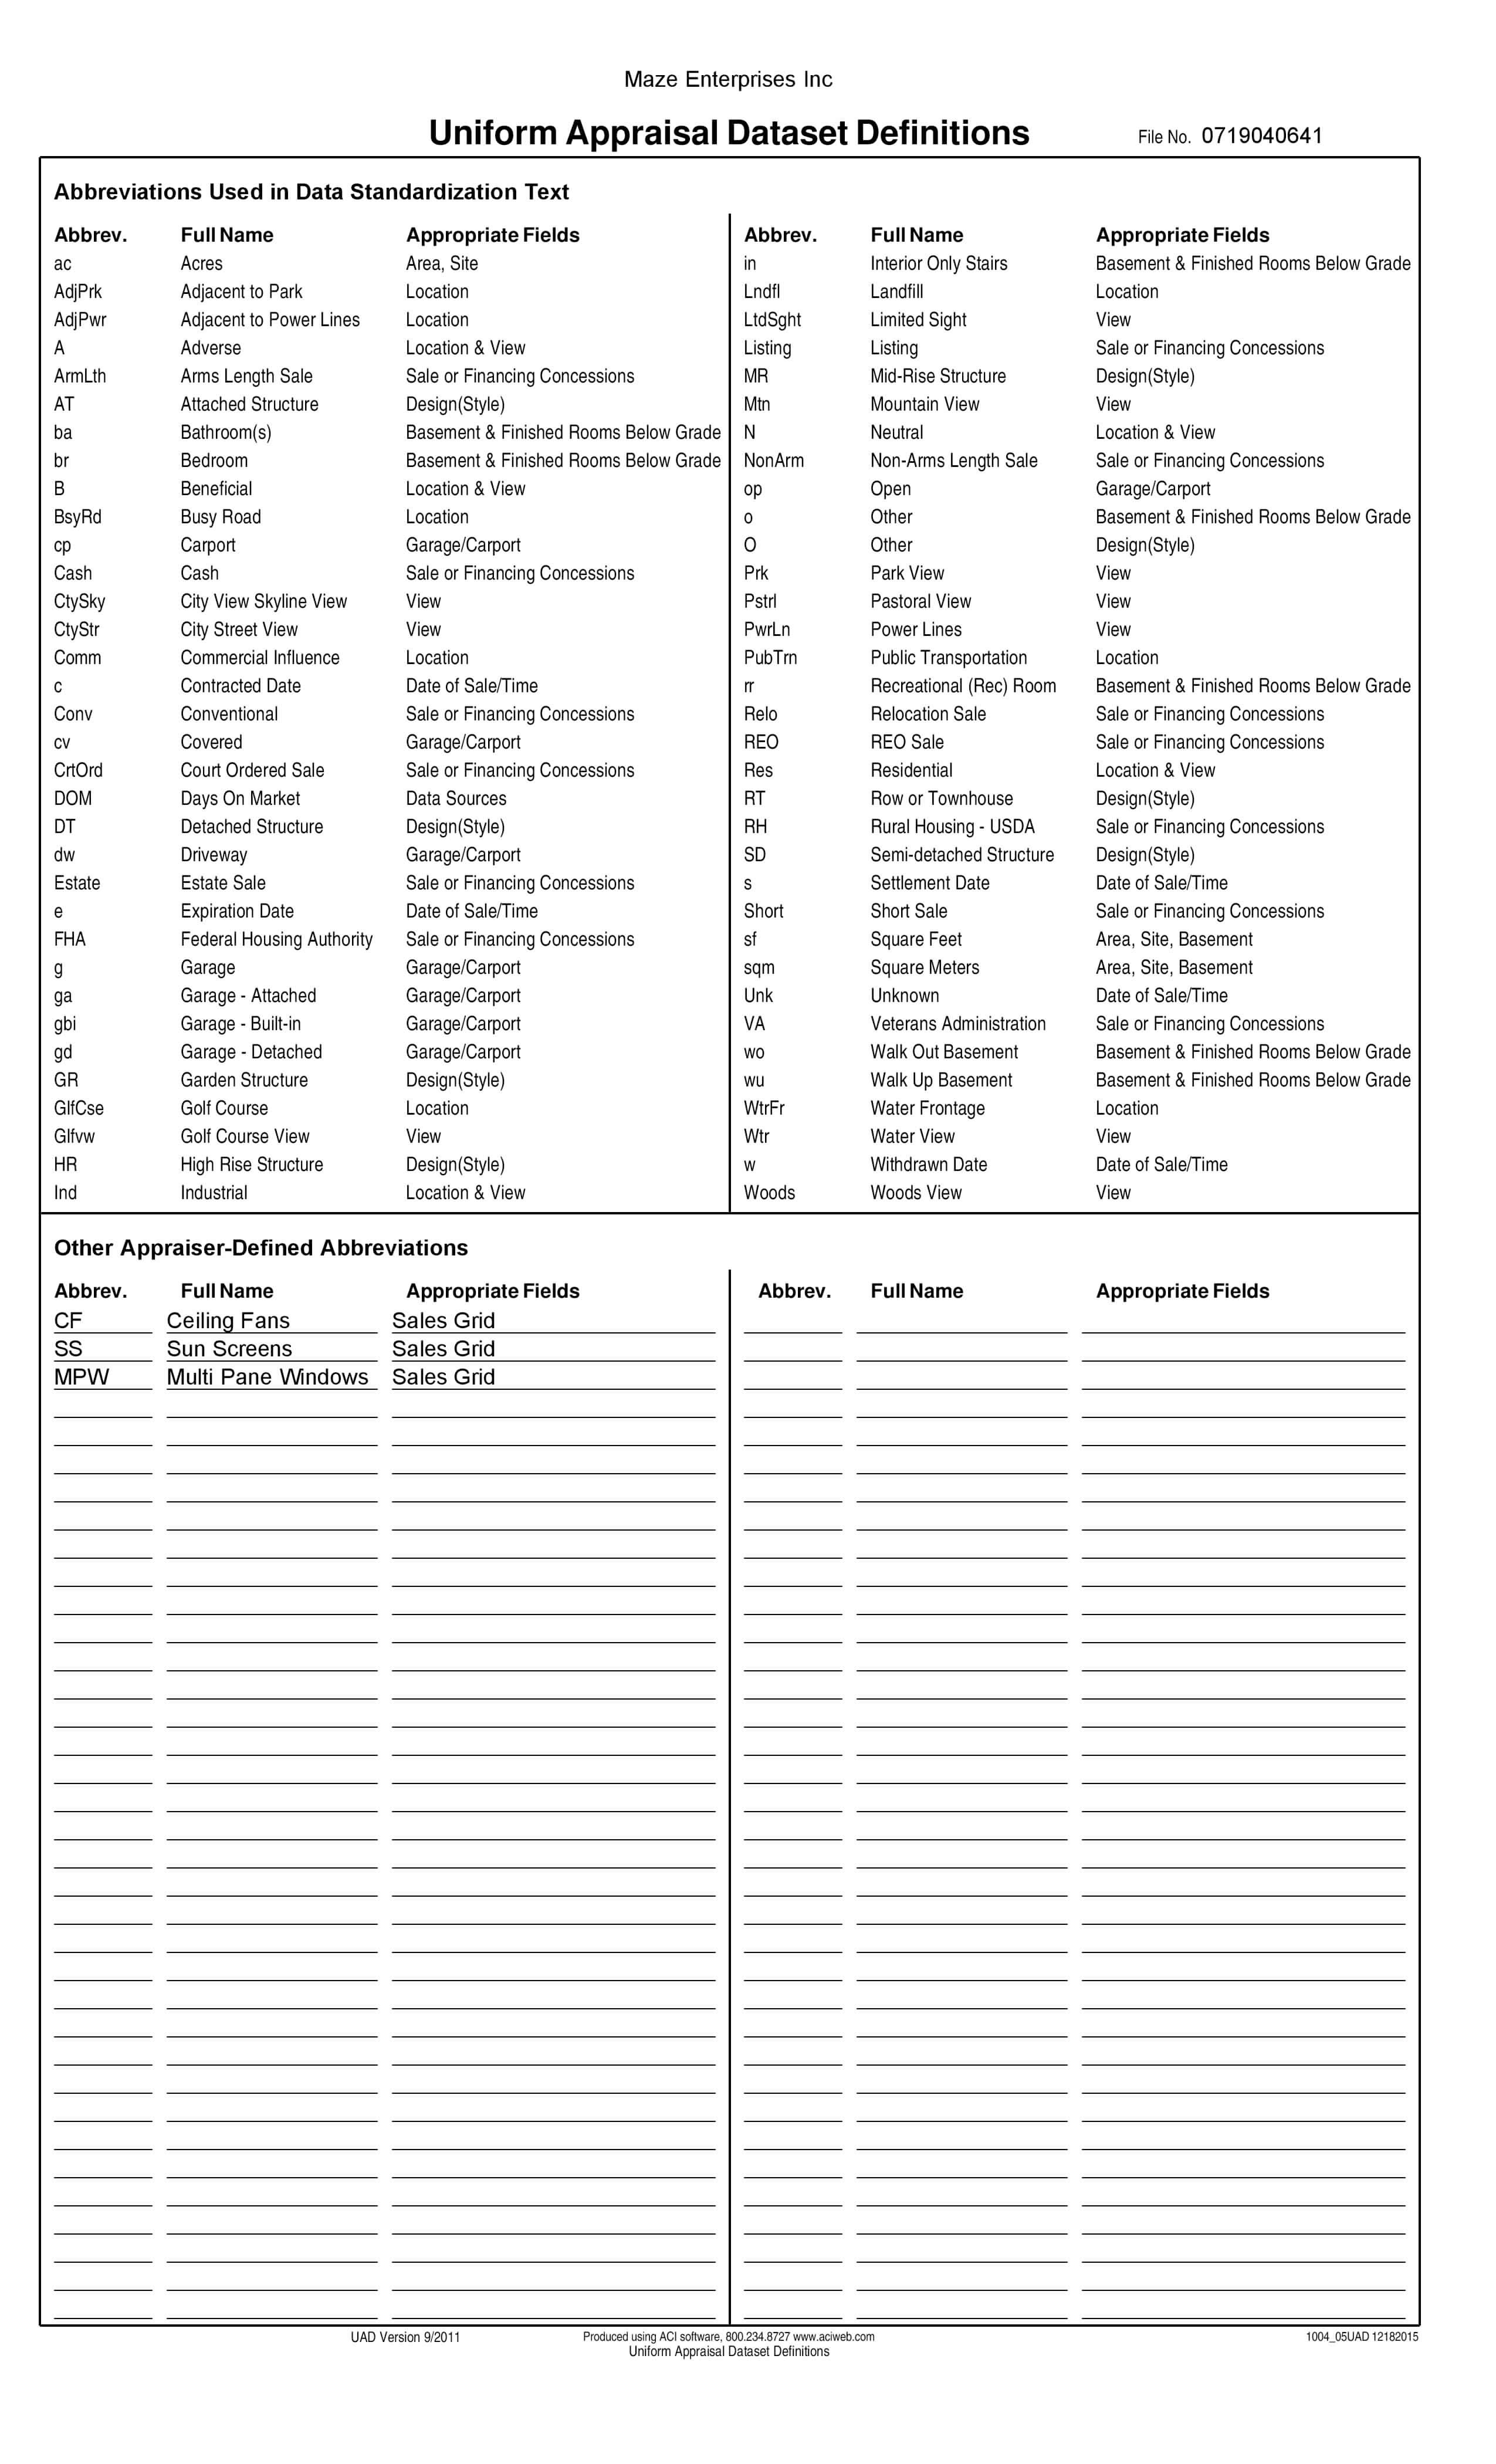 Maze Enterprises Inc
Uniform Appraisal Dataset Definitions File No. 0719040641
Abbreviations Used in Data Standardization Text
Abbrev. Full Name Appropriate Fields
ac Acres Area, Site
AdjPrk Adjacent to Park Location
AdjPwr Adjacent to Power Lines Location
A Adverse Location & View
ArmLth Arms Length Sale Sale or Financing Concessions
AT Attached Structure Design(Style)
ba Bathroom(s) Basement & Finished Rooms Below Grade
br Bedroom Basement & Finished Rooms Below Grade
B Beneficial Location & View
BsyRd Busy Road Location
cp Carport Garage/Carport
Cash Cash Sale or Financing Concessions
CtySky City View Skyline View View
CtyStr City Street View View
Comm Commercial Influence Location
c Contracted Date Date of Sale/Time
Conv Conventional Sale or Financing Concessions
cv Covered Garage/Carport
CrtOrd Court Ordered Sale Sale or Financing Concessions
DOM Days On Market Data Sources
DT Detached Structure Design(Style)
dw Driveway Garage/Carport
Estate Estate Sale Sale or Financing Concessions
e Expiration Date Date of Sale/Time
FHA Federal Housing Authority Sale or Financing Concessions
g Garage Garage/Carport
ga Garage - Attached Garage/Carport
gbi Garage - Built-in Garage/Carport
gd Garage - Detached Garage/Carport
GR Garden Structure Design(Style)
GlfCse Golf Course Location
Glfvw Golf Course View View
HR High Rise Structure Design(Style)
Ind Industrial Location & View
Abbrev. Full Name Appropriate Fields
in Interior Only Stairs Basement & Finished Rooms Below Grade
Lndfl Landfill Location
LtdSght Limited Sight View
Listing Listing Sale or Financing Concessions
MR Mid-Rise Structure Design(Style)
Mtn Mountain View View
N Neutral Location & View
NonArm Non-Arms Length Sale Sale or Financing Concessions
op Open Garage/Carport
o Other Basement & Finished Rooms Below Grade
O Other Design(Style)
Prk Park View View
Pstrl Pastoral View View
PwrLn Power Lines View
PubTrn Public Transportation Location
rr Recreational (Rec) Room Basement & Finished Rooms Below Grade
Relo Relocation Sale Sale or Financing Concessions
REO REO Sale Sale or Financing Concessions
Res Residential Location & View
RT Row or Townhouse Design(Style)
RH Rural Housing - USDA Sale or Financing Concessions
SD Semi-detached Structure Design(Style)
s Settlement Date Date of Sale/Time
Short Short Sale Sale or Financing Concessions
sf Square Feet Area, Site, Basement
sqm Square Meters Area, Site, Basement
Unk Unknown Date of Sale/Time
VA Veterans Administration Sale or Financing Concessions
wo Walk Out Basement Basement & Finished Rooms Below Grade
wu Walk Up Basement Basement & Finished Rooms Below Grade
WtrFr Water Frontage Location
Wtr Water View View
w Withdrawn Date Date of Sale/Time
Woods Woods View View
Other Appraiser-Defined Abbreviations
Abbrev. Full Name Appropriate Fields
CF Ceiling Fans Sales Grid
SS Sun Screens Sales Grid
MPW Multi Pane Windows Sales Grid
Abbrev. Full Name Appropriate Fields
UAD Version 9/2011 Produced using ACI software, 800.234.8727 www.aciweb.com 1004_05UAD 12182015
Uniform Appraisal Dataset Definitions